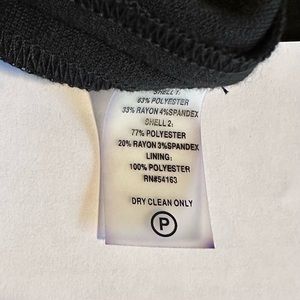 SHELL 1:
63% POLYESTER
33% RAYON 4%SPANDEX
SHELL 2:
77% POLYESTER
20% RAYON 3%SPANDEX
LINING:
100% POLYESTER
RN#54163
DRY CLEAN ONLY
P